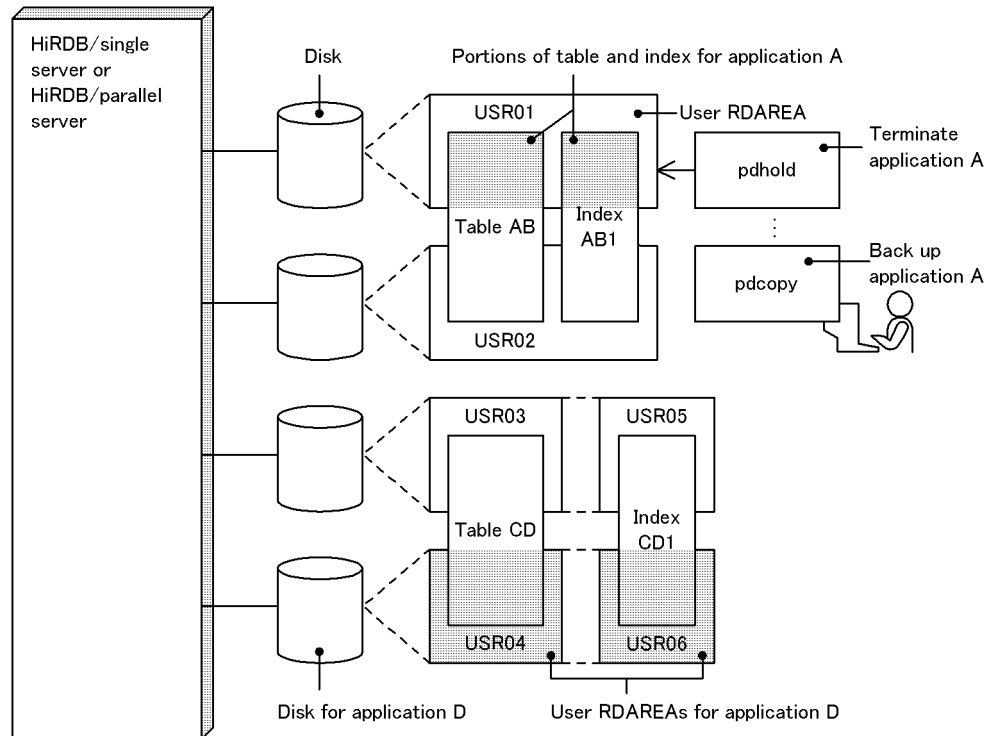 HiRDB/single
server or
HiRDB/parallel
server
Disk
Portions of table and index for application A
USR01
User RDAREA
Terminate
application A
pdhold
Table AB
Index
AB1
Back up
application A
pdcopy
USR02
USR03
USR05
Table CD
Index
CD1
USR04
USR06
Disk for application D
User RDAREAs for application D